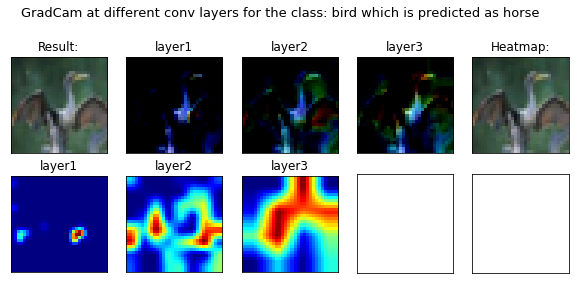 GradCam at different conv layers for the class: bird which is predicted as horse
Result:
layer1
layer2
layer3
Heatmap:
layer1
layer2
layer3